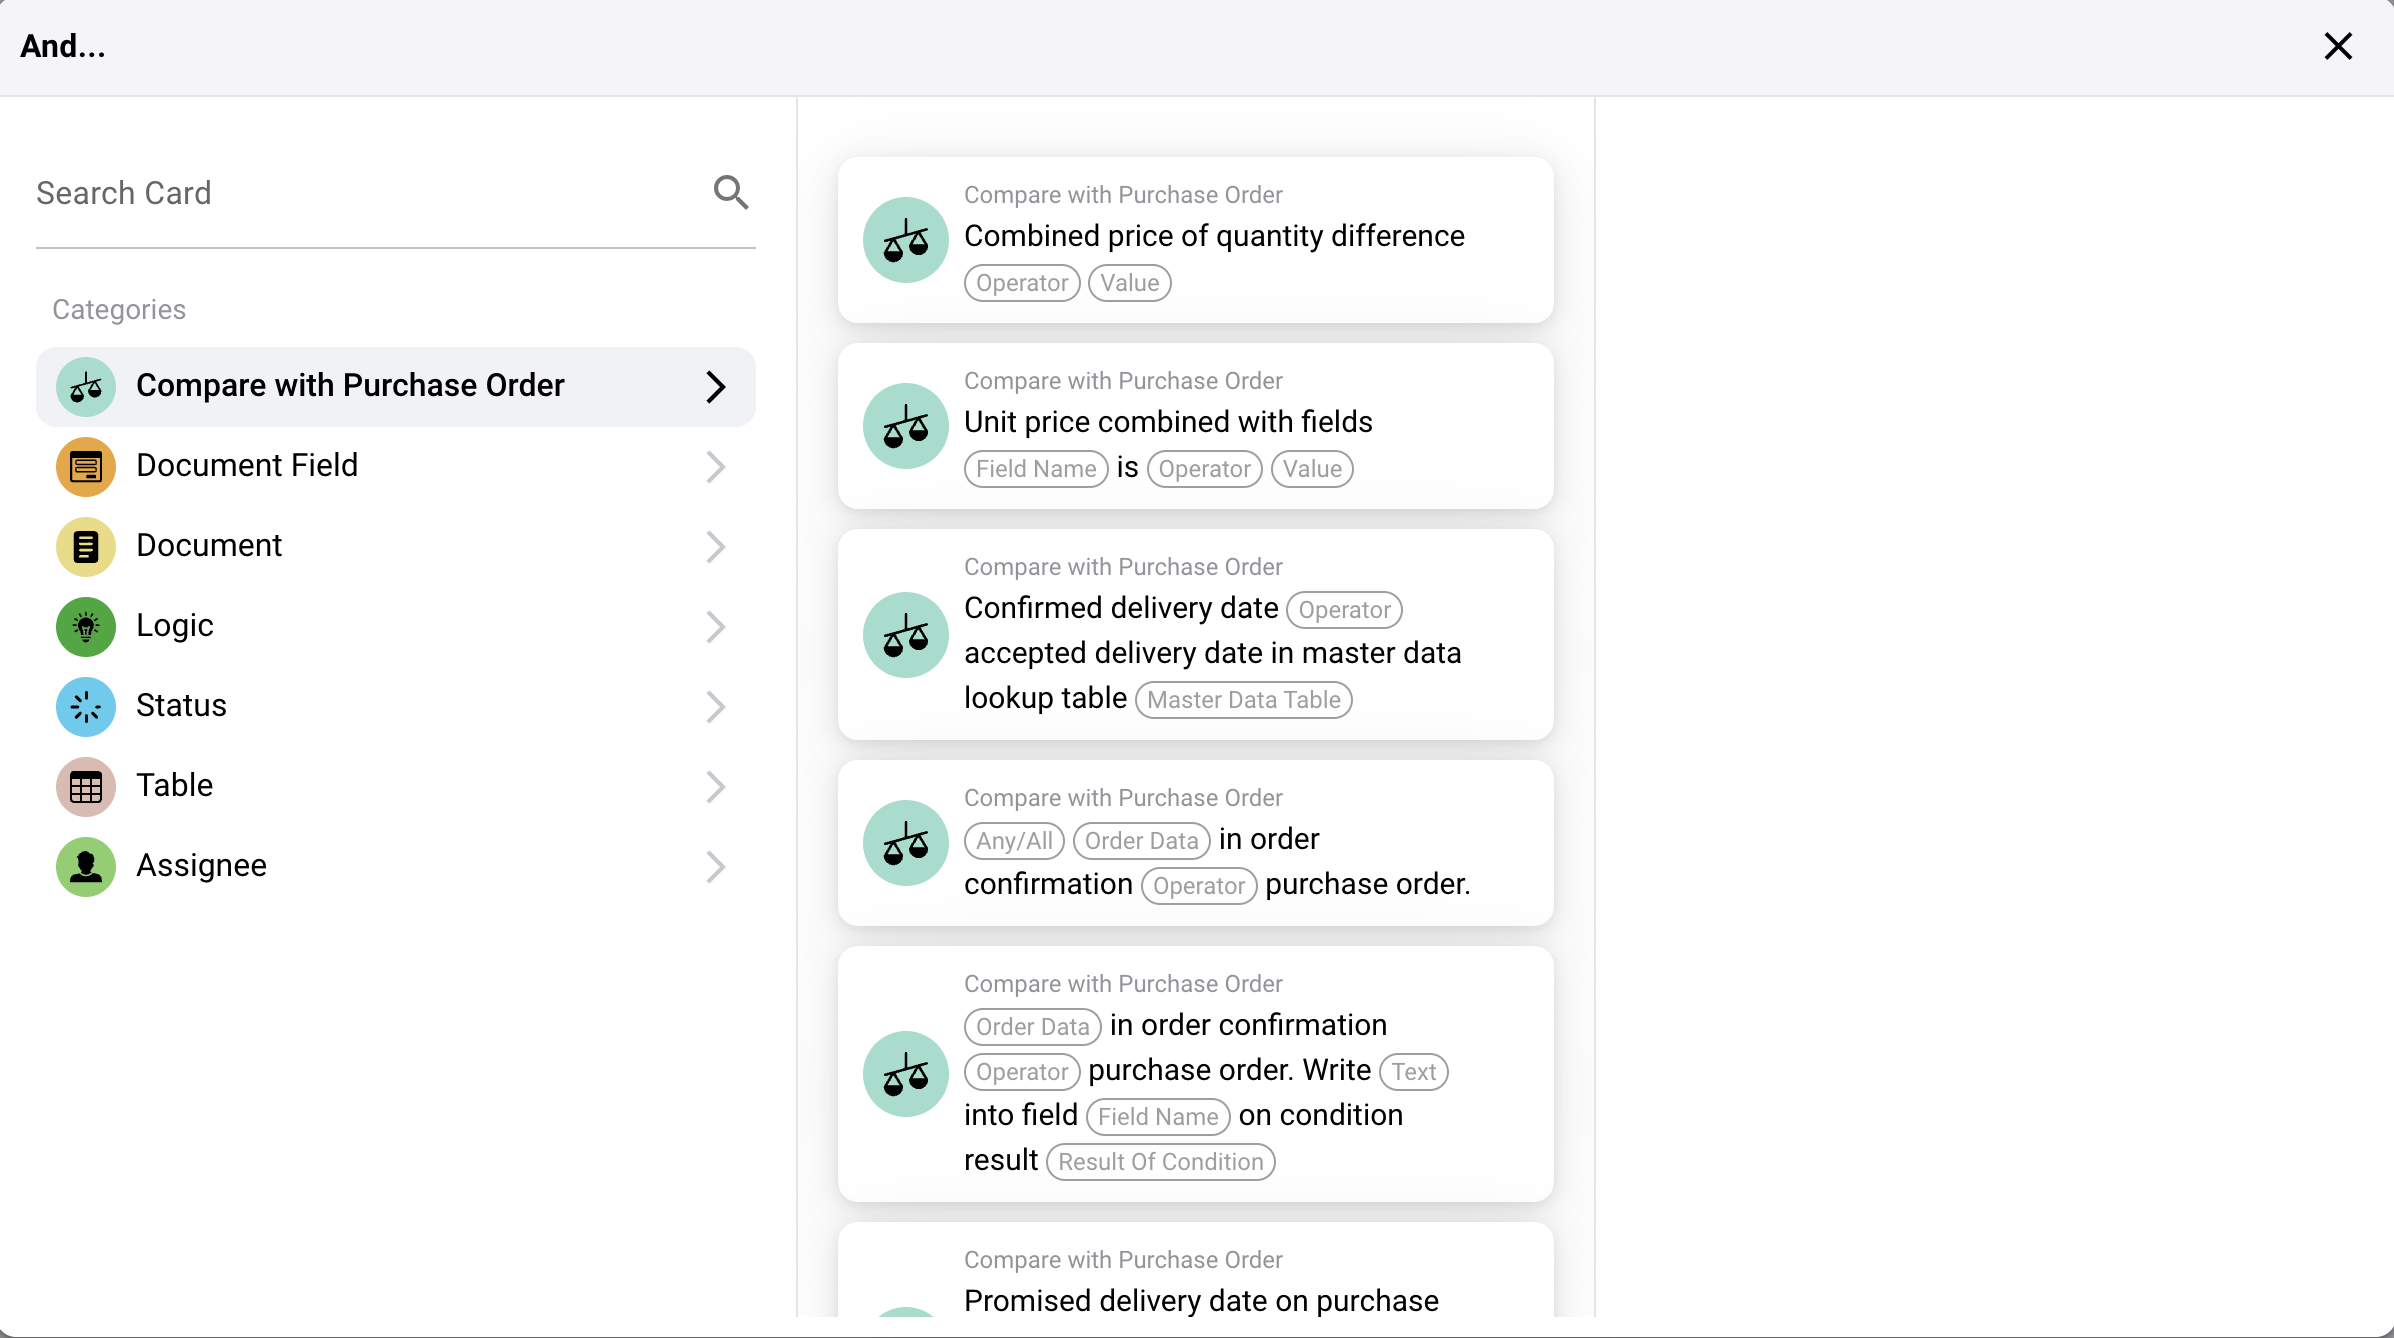 And...
Search Card
Categories
Compare with Purchase Order
Document Field
Document
Logic
Status
Table
Assignee
Compare with Purchase Order
Combined price of quantity difference
Operator Value
Compare with Purchase Order
Unit price combined with fields
Field Name is Operator Value
Compare with Purchase Order
Confirmed delivery date Operator
accepted delivery date in master data
lookup table Master Data Table
Compare with Purchase Order
Any/All Order Data in order
confirmation Operator purchase order.
Compare with Purchase Order
Order Data in order confirmation
Operator purchase order. Write Text
into field Field Name on condition
result Result Of Condition
Compare with Purchase Order
Promised delivery date on purchase